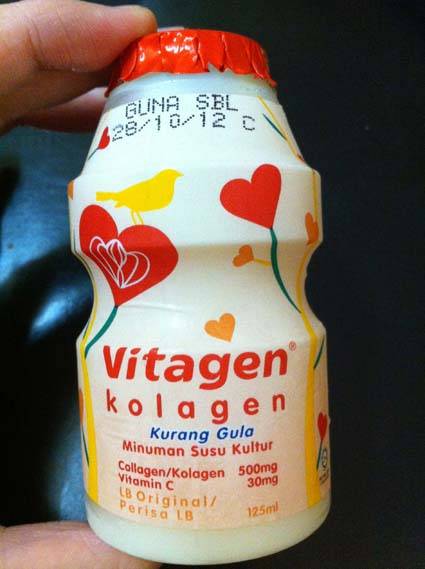 GUNA SBL
28/10/12 C
Vitagen®
kolagen
Kurang Gula
Minuman Susu Kultur
Collagen/Kolagen 500mg
Vitamin C 30mg
LB Original/
Perisa LB 125ml